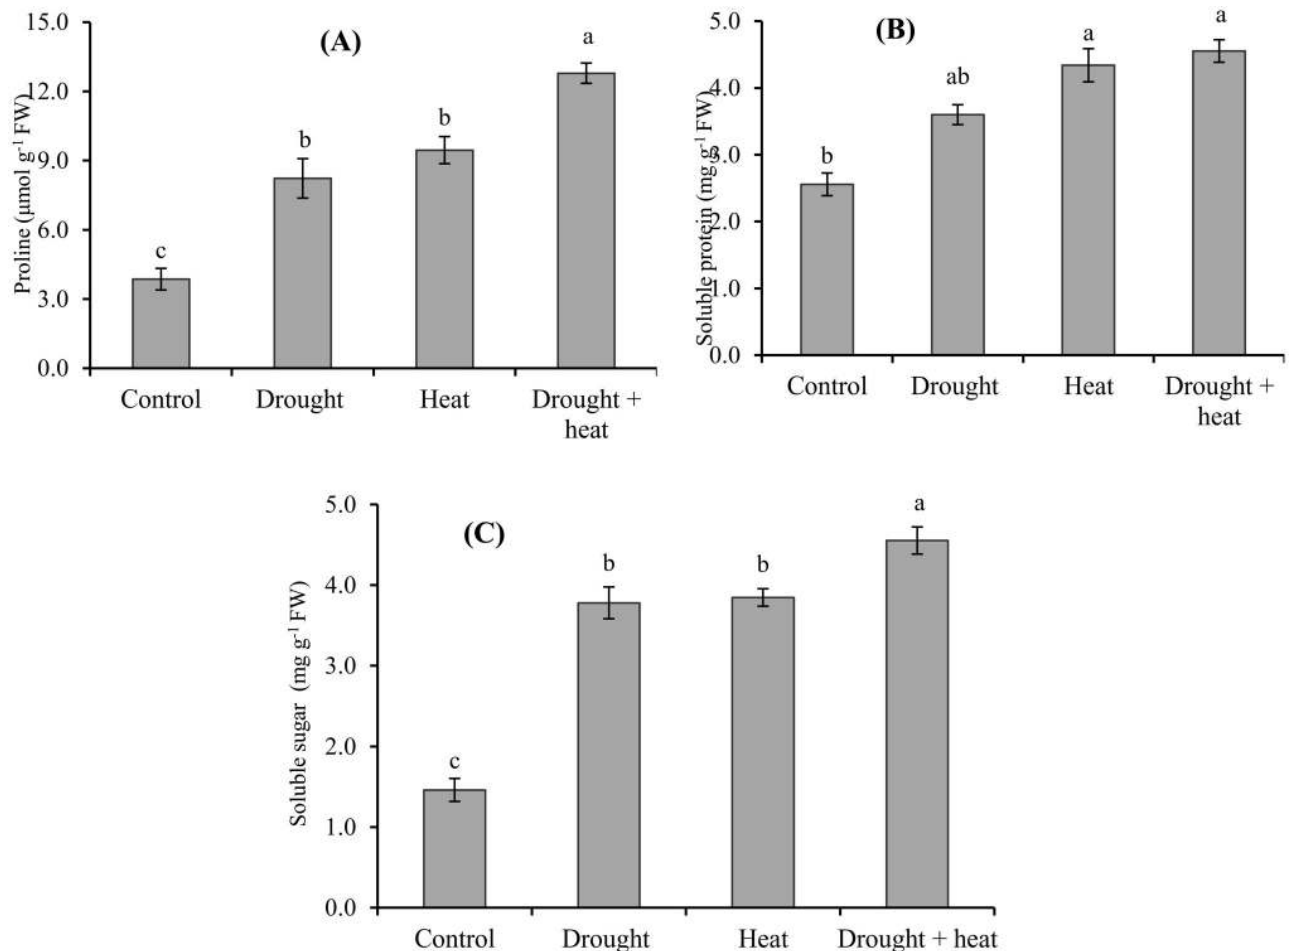 (A)
Proline (µmol g⁻¹ FW)
15.0
12.0
9.0
6.0
3.0
0.0
c
b
b
a
Control
Drought
Heat
Drought +
heat
(B)
Soluble protein (mg g⁻¹ FW)
5.0
4.0
3.0
2.0
1.0
0.0
b
ab
a
a
Control
Drought
Heat
Drought +
heat
(C)
Soluble sugar (mg g⁻¹ FW)
5.0
4.0
3.0
2.0
1.0
0.0
c
b
b
a
Control
Drought
Heat
Drought + heat